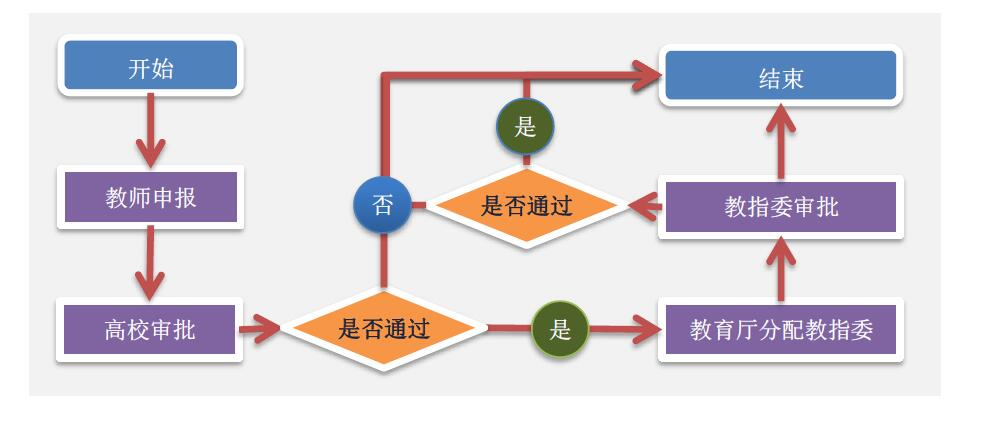 开始
结束
是
教师申报
否
是否通过
教指委审批
高校审批
是否通过
是
教育厅分配教指委